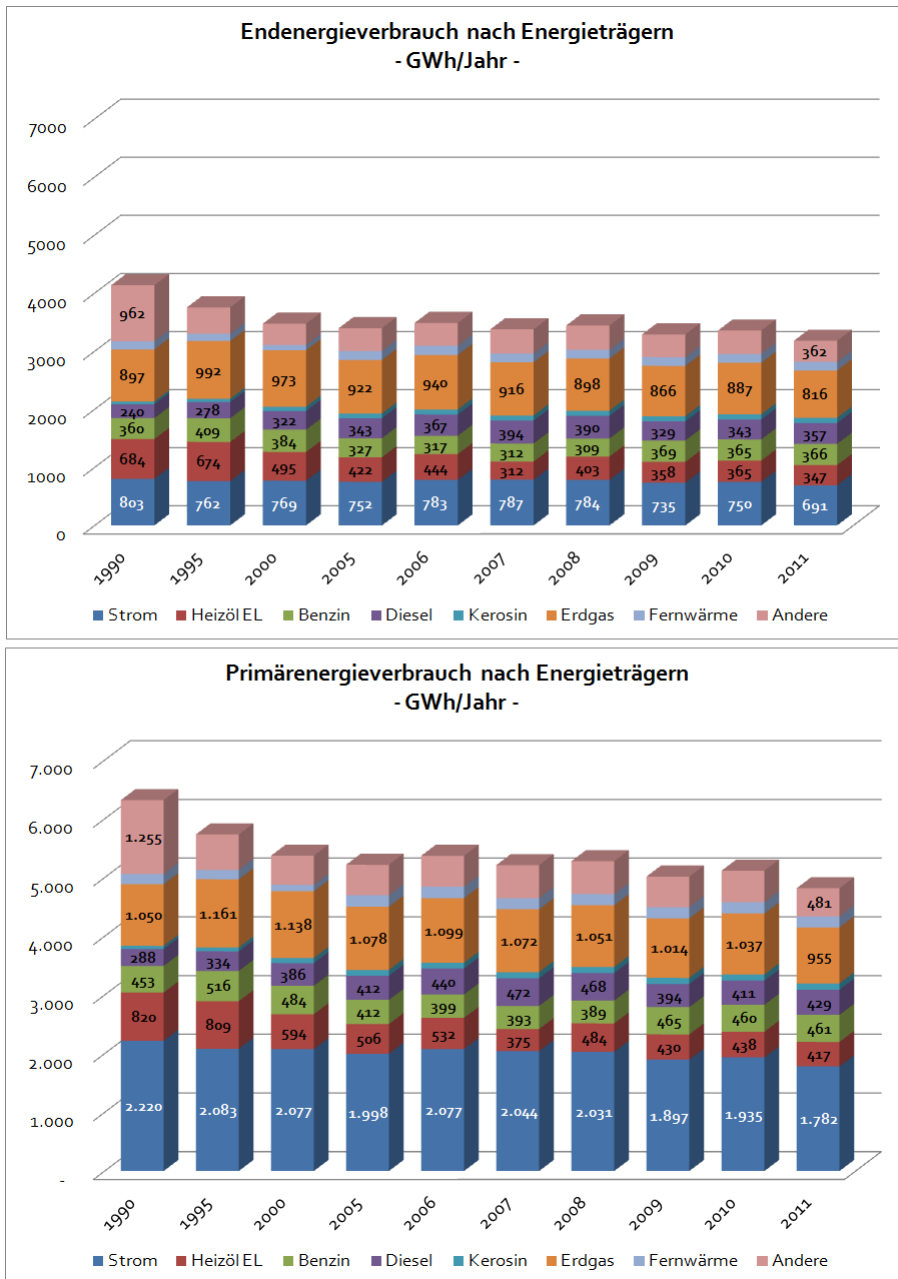 Endenergieverbrauch nach Energieträgern
- GWh/Jahr -
7000
6000
5000
4000
3000
2000
1000
0
962
897 992 973 922 940 916 898 866 887 816
362
240 278 322 343 367 394 390 329 343 357
360 409 384 327 317 312 309 369 365 366
684 674 495 422 444 312 403 358 365 347
803 762 769 752 783 787 784 735 750 691
1990 1995 2000 2005 2006 2007 2008 2009 2010 2011
Strom Heizöl EL Benzin Diesel Kerosin Erdgas Fernwärme Andere
Primärenergieverbrauch nach Energieträgern
- GWh/Jahr -
7.000
6.000
5.000
4.000
3.000
2.000
1.000
-
1.255
481
1.050 1.161 1.138 1.078 1.099 1.072 1.051 1.014 1.037 955
288 334 386 412 440 472 468 394 411 429
453 516 484 412 399 393 389 465 460 461
820 809 594 506 532 375 484 430 438 417
2.220 2.083 2.077 1.998 2.077 2.044 2.031 1.897 1.935 1.782
1990 1995 2000 2005 2006 2007 2008 2009 2010 2011
Strom Heizöl EL Benzin Diesel Kerosin Erdgas Fernwärme Andere